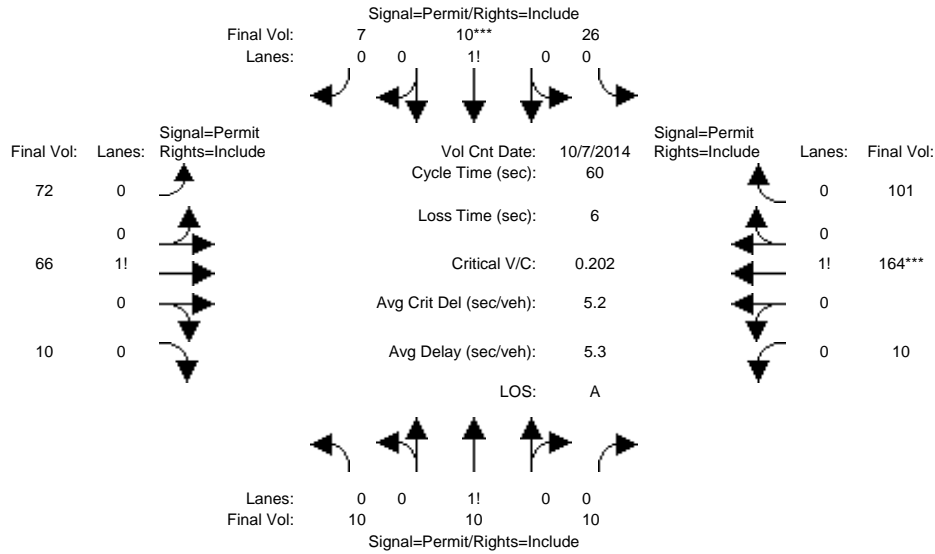 Signal=Permit/Rights=Include
Final Vol: 7 10*** 26
Lanes: 0 0 1! 0 0
Signal=Permit Signal=Permit
Final Vol: Lanes: Rights=Include Vol Cnt Date: 10/7/2014 Rights=Include Lanes: Final Vol:
Cycle Time (sec): 60
72 0 0 101
Loss Time (sec): 6
0 0
66 1! Critical V/C: 0.202 1! 164***
0 Avg Crit Del (sec/veh): 5.2 0
10 0 Avg Delay (sec/veh): 5.3 0 10
LOS: A
Lanes: 0 0 1! 0 0
Final Vol: 10 10 10
Signal=Permit/Rights=Include